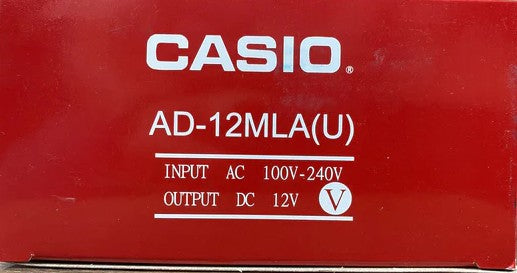 CASIO®
AD-12MLA(U)
INPUT AC 100V-240V
OUTPUT DC 12V V